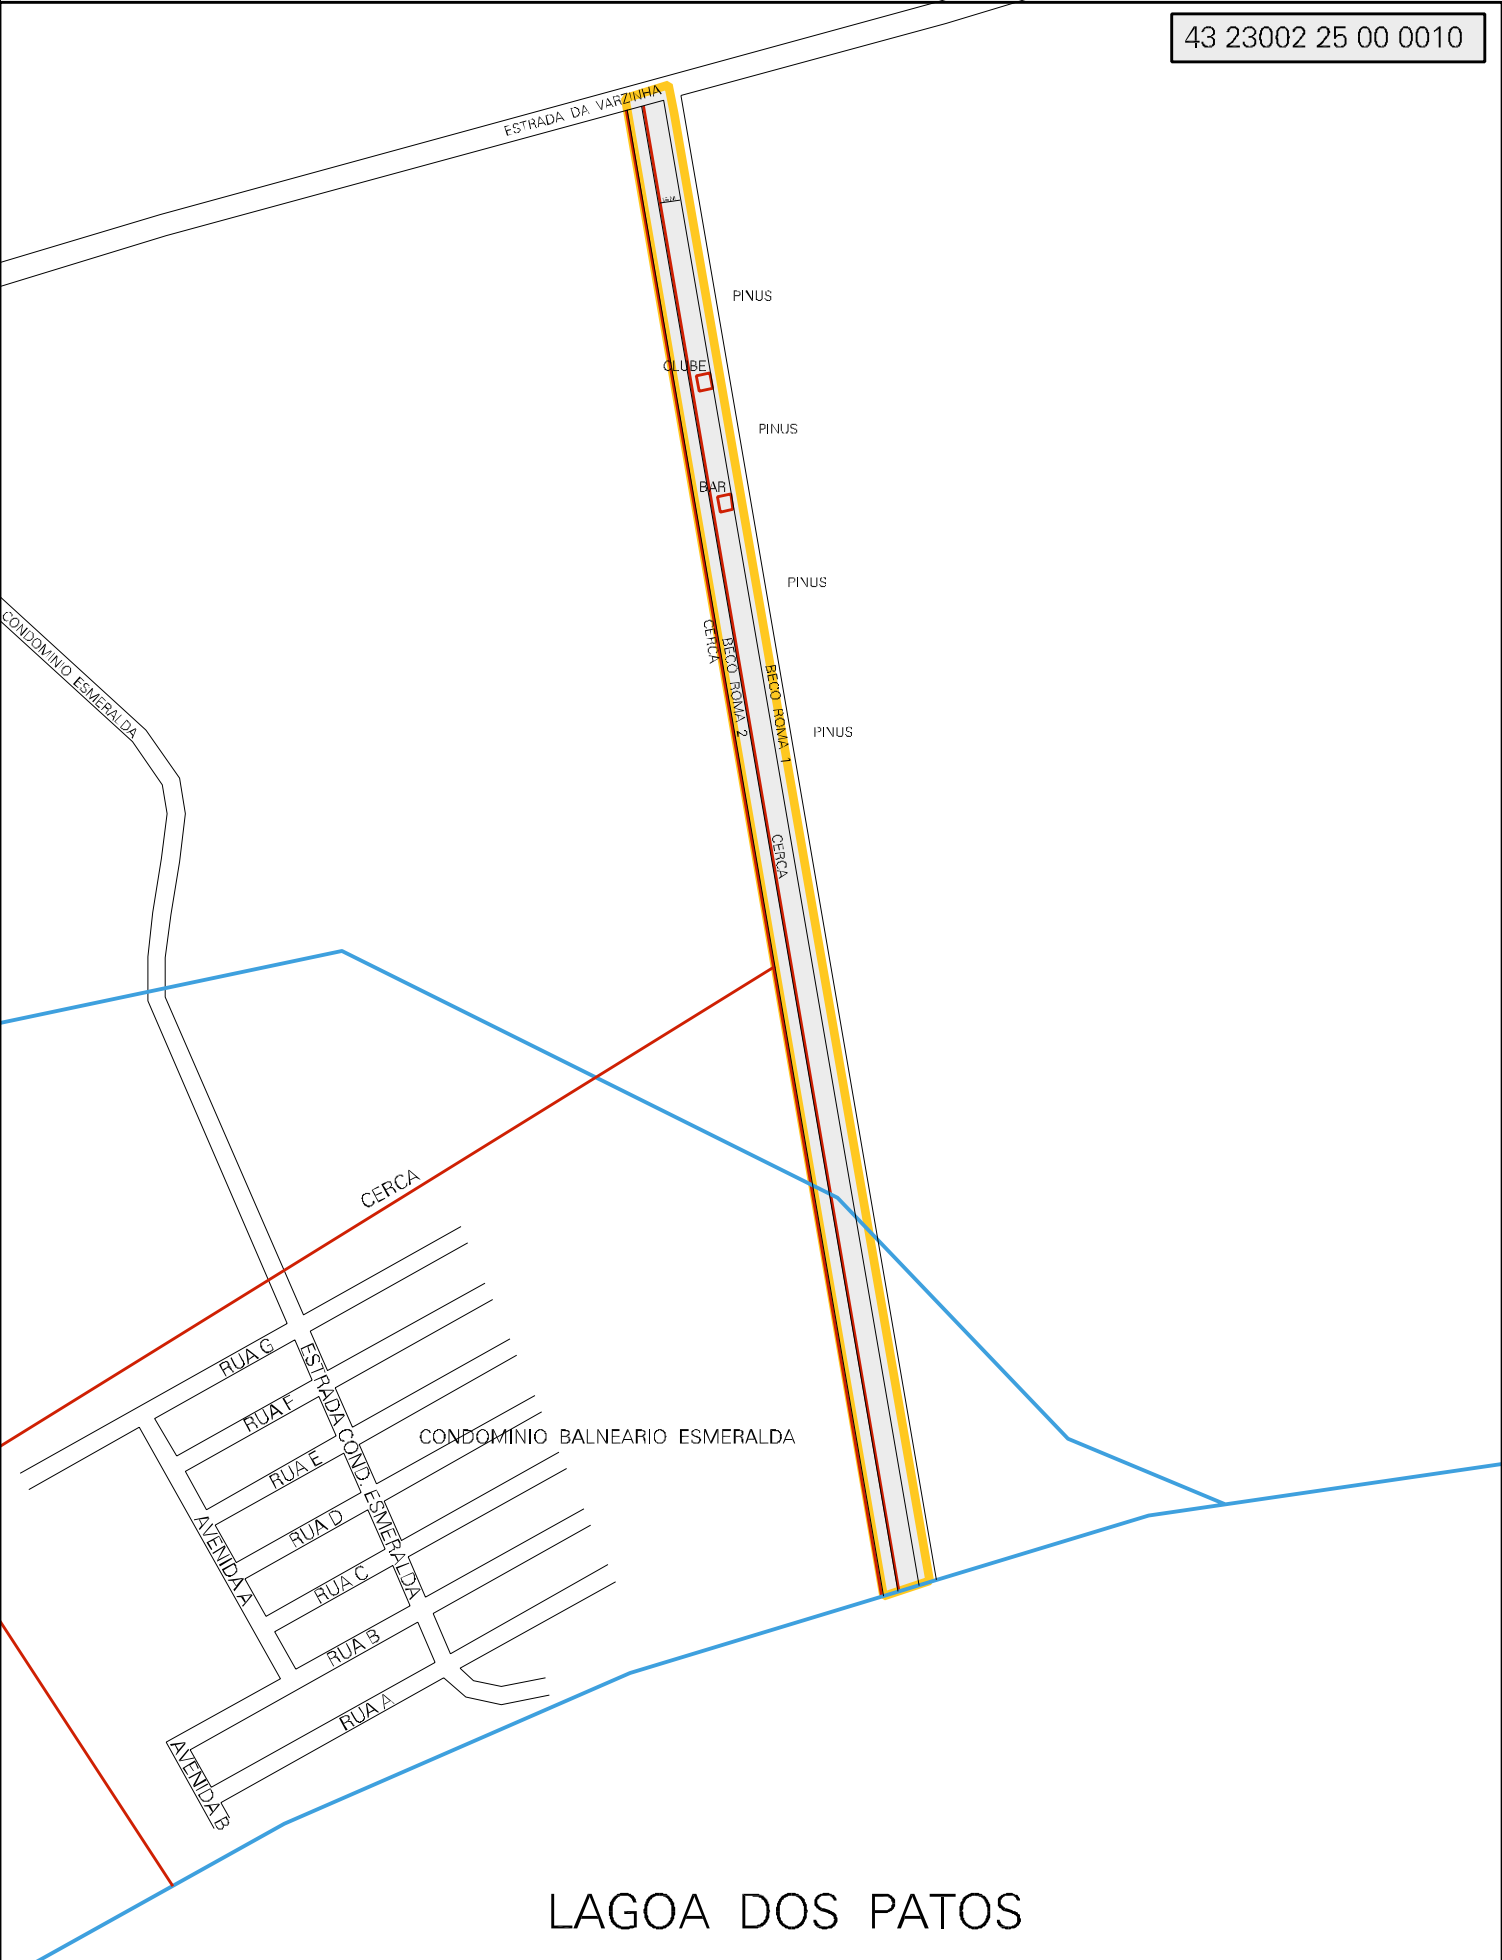 43 23002 25 00 0010
ESTRADA DA VARZINHA
PINUS
CLUBE
PINUS
BAR
PINUS
CONDOMINIO ESMERALDA
CERCA
BECO ROMA 2
BECO ROMA 1
PINUS
CERCA
CERCA
RUA G
ESTRADA COND. ESMERALDA
RUA F
CONDOMINIO BALNEARIO ESMERALDA
RUA E
RUA D
AVENIDA A
RUA C
RUA B
RUA A
AVENIDA B
LAGOA DOS PATOS